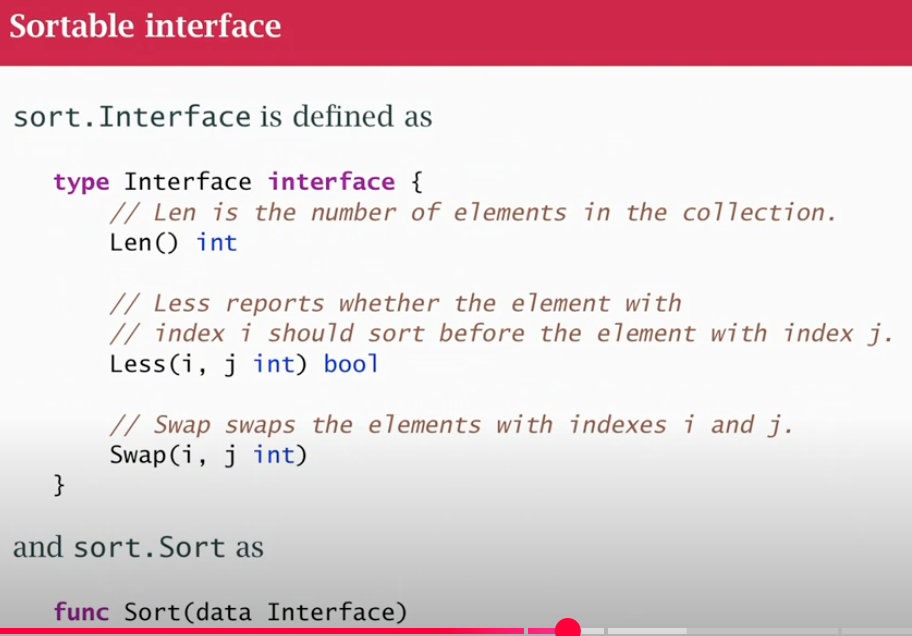 Sortable interface
sort.Interface is defined as
type Interface interface {
// Len is the number of elements in the collection.
Len() int
// Less reports whether the element with
// index i should sort before the element with index j.
Less(i, j int) bool
// Swap swaps the elements with indexes i and j.
Swap(i, j int)
}
and sort.Sort as
func Sort(data Interface)